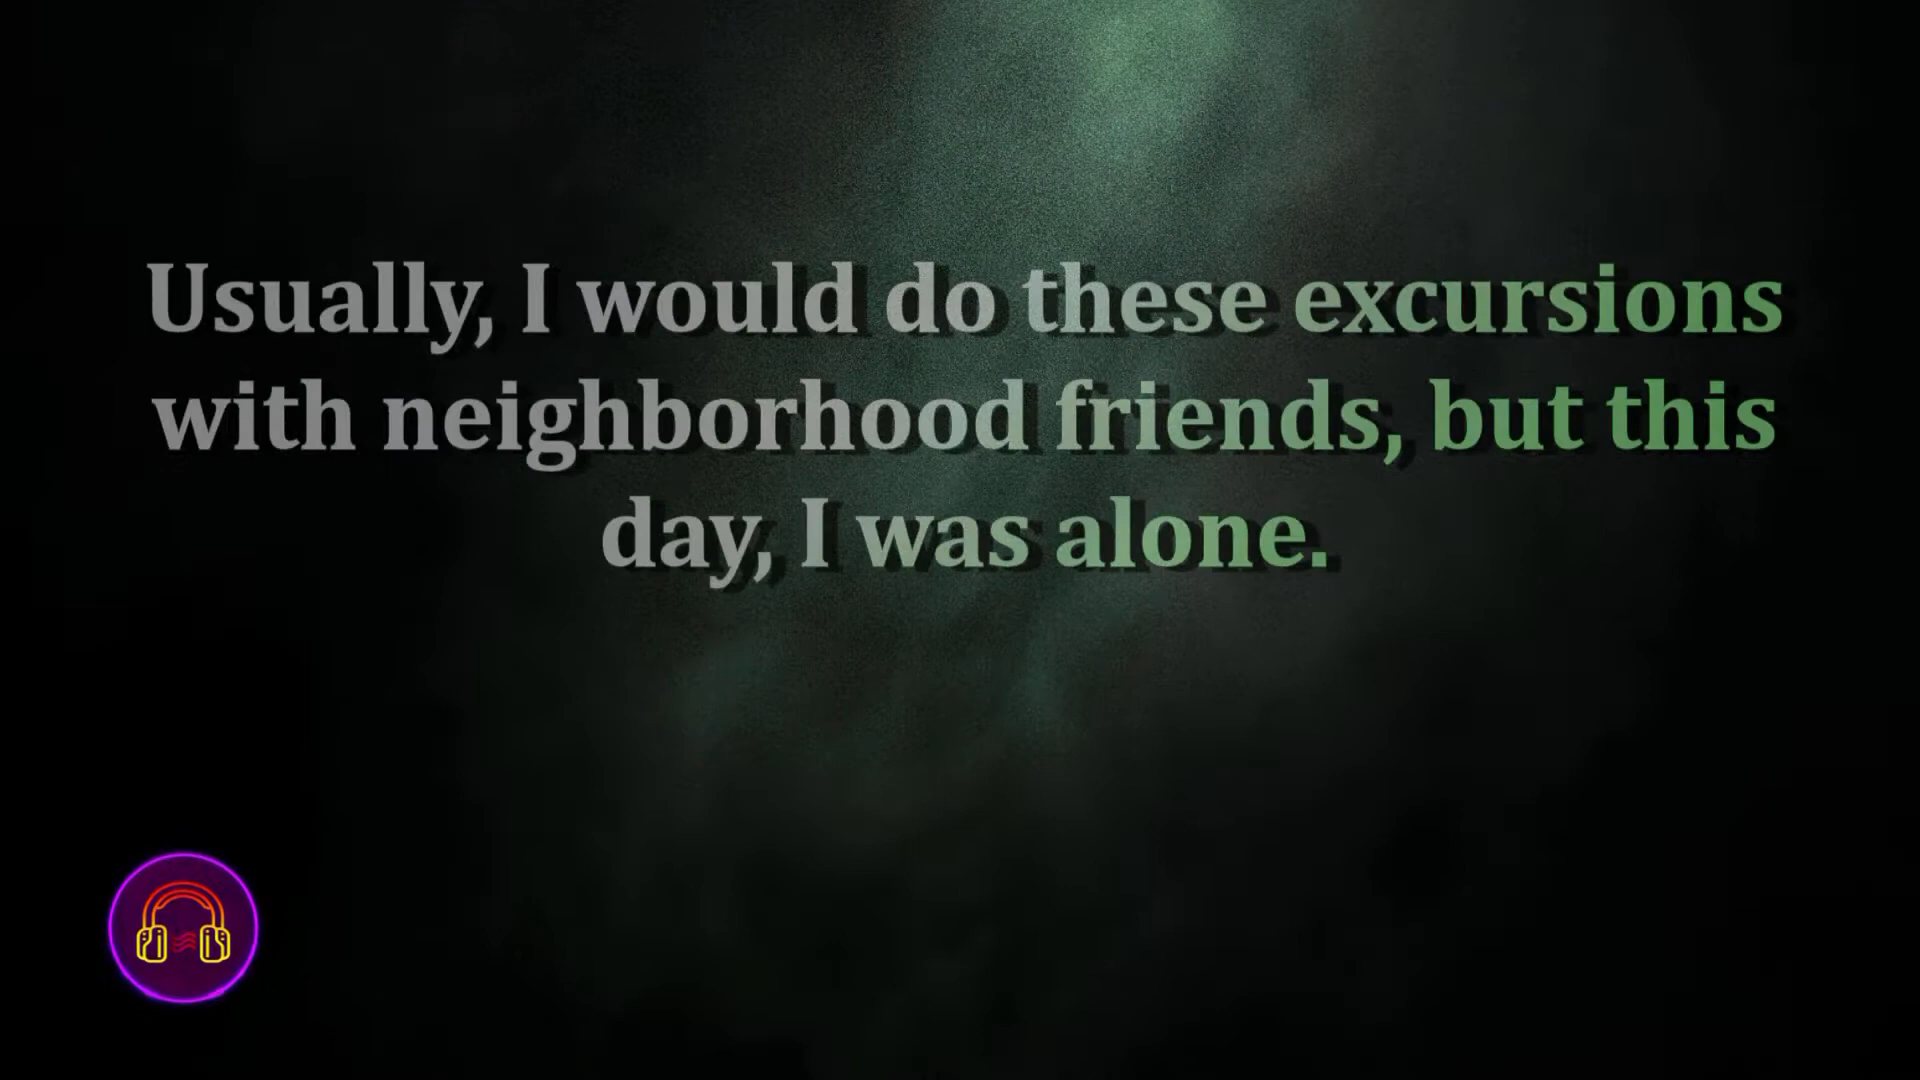 Usually, I would do these excursions
with neighborhood friends, but this
day, I was alone.